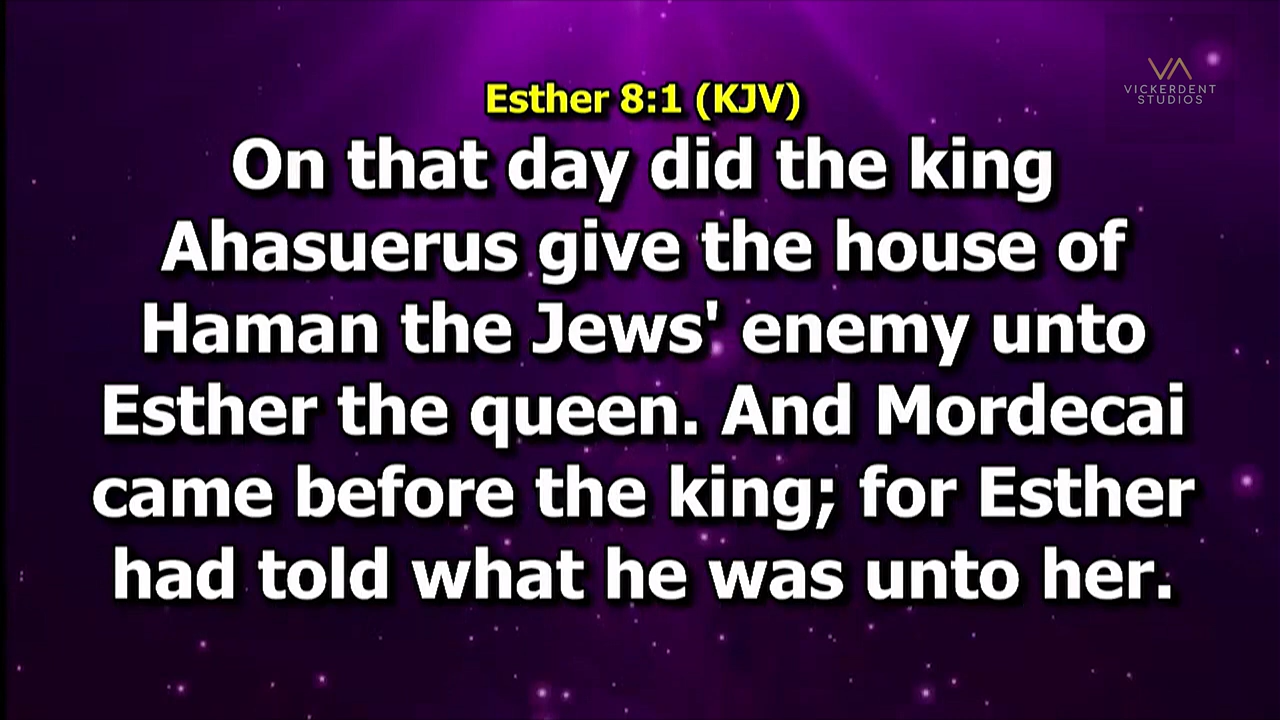 VICKERDENT
STUDIOS
Esther 8:1 (KJV)
On that day did the king
Ahasuerus give the house of
Haman the Jews' enemy unto
Esther the queen. And Mordecai
came before the king; for Esther
had told what he was unto her.